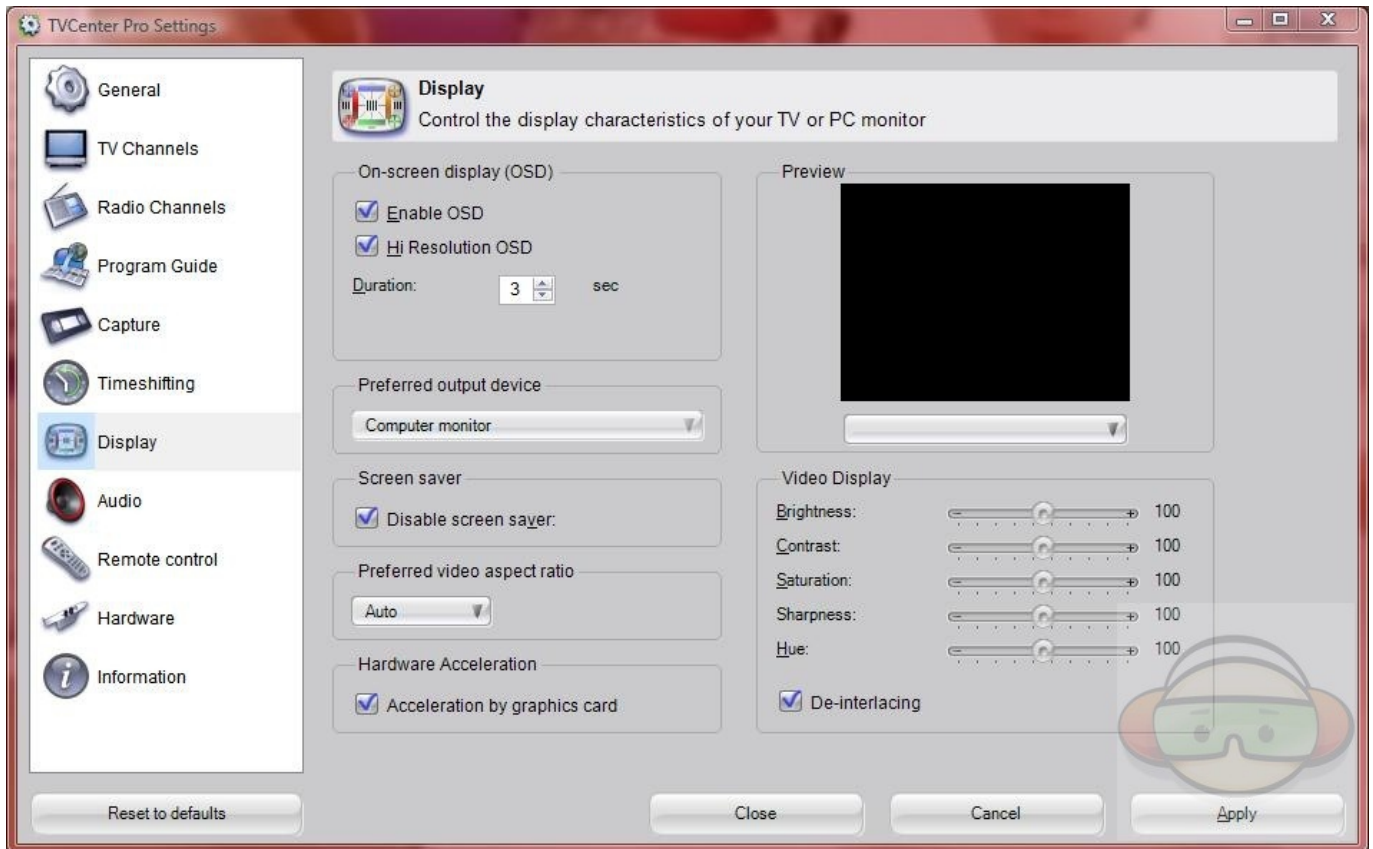 TVCenter Pro Settings
General
TV Channels
Radio Channels
Program Guide
Capture
Timeshifting
Display
Audio
Remote control
Hardware
Information
Reset to defaults
Display
Control the display characteristics of your TV or PC monitor
On-screen display (OSD)
Enable OSD
Hi Resolution OSD
Duration: 3 sec
Preferred output device
Computer monitor
Screen saver
Disable screen saver:
Preferred video aspect ratio
Auto
Hardware Acceleration
Acceleration by graphics card
Preview
Video Display
Brightness: 100
Contrast: 100
Saturation: 100
Sharpness: 100
Hue: 100
De-interlacing
Close
Cancel
Apply